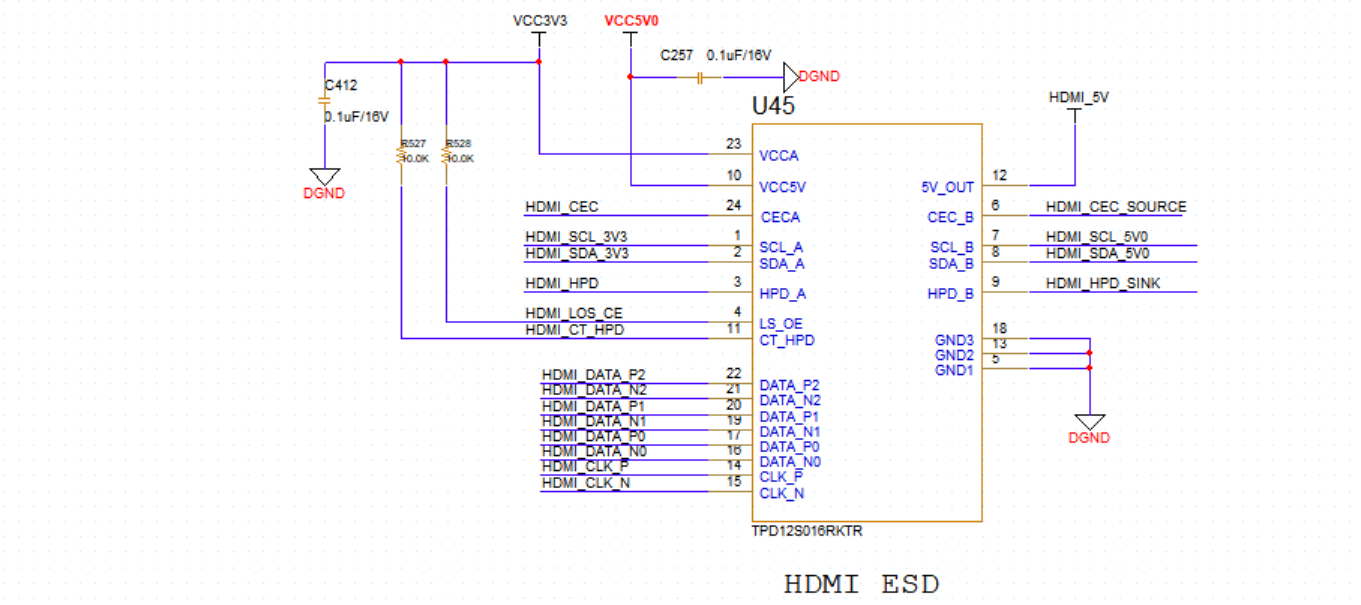 VCC3V3
VCC5V0
C257 0.1uF/16V
DGND
C412
0.1uF/16V
DGND
R527
10.0K
R528
10.0K
U45
HDMI_5V
23 VCCA
10 VCC5V
5V_OUT 12
HDMI_CEC 24 CECA
CEC_B 6 HDMI_CEC_SOURCE
HDMI_SCL_3V3 1 SCL_A
SCL_B 7 HDMI_SCL_5V0
HDMI_SDA_3V3 2 SDA_A
SDA_B 8 HDMI_SDA_5V0
HDMI_HPD 3 HPD_A
HPD_B 9 HDMI_HPD_SINK
HDMI_LOS_CE 4 LS_OE
HDMI_CT_HPD 11 CT_HPD
GND3 18
GND2 13
GND1 5
DGND
HDMI_DATA_P2 22 DATA_P2
HDMI_DATA_N2 21 DATA_N2
HDMI_DATA_P1 20 DATA_P1
HDMI_DATA_N1 19 DATA_N1
HDMI_DATA_P0 17 DATA_P0
HDMI_DATA_N0 16 DATA_N0
HDMI_CLK_P 14 CLK_P
HDMI_CLK_N 15 CLK_N
TPD12S016RKTR
HDMI ESD